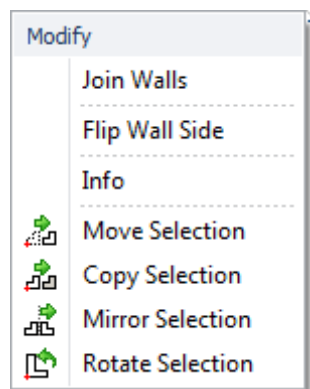 Modify
Join Walls
Flip Wall Side
Info
Move Selection
Copy Selection
Mirror Selection
Rotate Selection